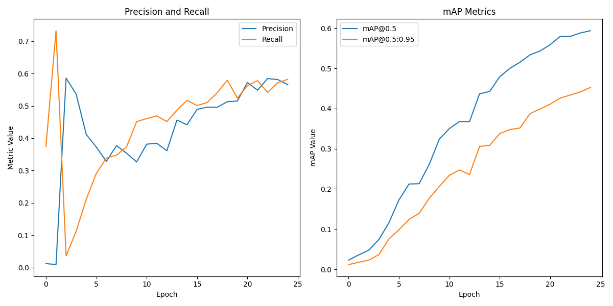 Precision and Recall
Metric Value
0.7
0.6
0.5
0.4
0.3
0.2
0.1
0.0
Precision
Recall
0 5 10 15 20 25
Epoch
mAP Metrics
mAP Value
0.6
0.5
0.4
0.3
0.2
0.1
0.0
mAP@0.5
mAP@0.5:0.95
0 5 10 15 20 25
Epoch